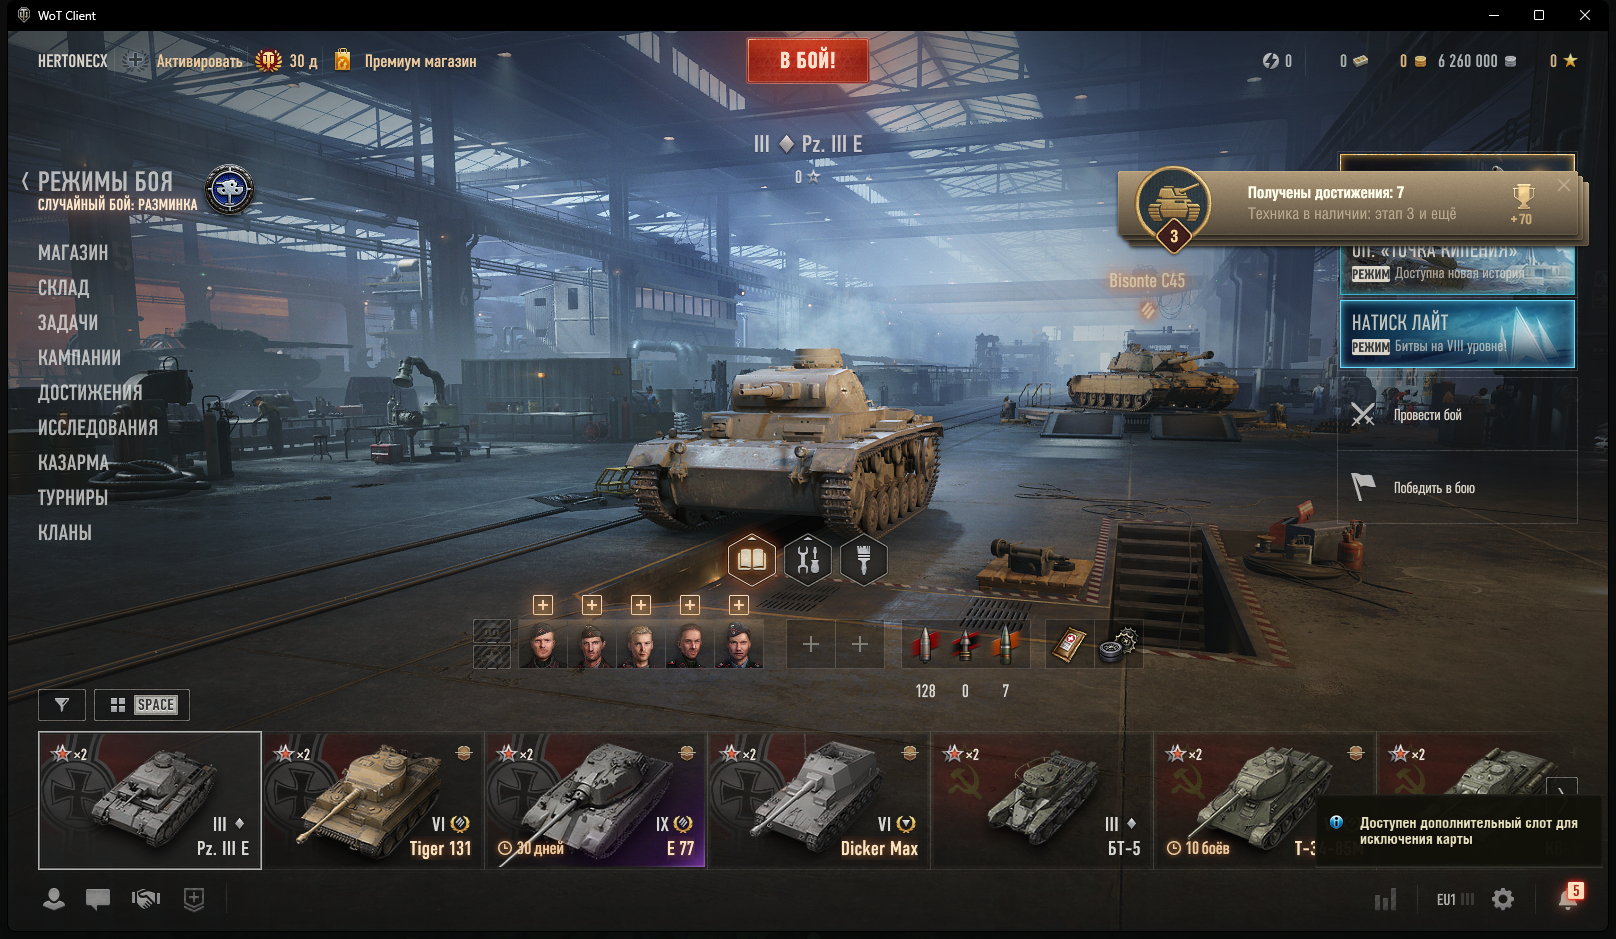 WoT Client
HERTONECX
Активировать
30 д
Премиум магазин
В БОЙ!
0
0
0
6 260 000
0
III Pz. III E
0
РЕЖИМЫ БОЯ
СЛУЧАЙНЫЙ БОЙ: РАЗМИНКА
МАГАЗИН
СКЛАД
ЗАДАЧИ
КАМПАНИИ
ДОСТИЖЕНИЯ
ИССЛЕДОВАНИЯ
КАЗАРМА
ТУРНИРЫ
КЛАНЫ
Получены достижения: 7
Техника в наличии: этап 3 и ещё
+70
3
Bisonte C45
ОП. «ТОЧКА КИПЕНИЯ»
РЕЖИМ Доступна новая история
НАТИСК ЛАЙТ
РЕЖИМ Битвы на VIII уровне!
Провести бой
Победить в бою
128
0
7
SPACE
×2
III
Pz. III E
×2
VI
Tiger 131
×2
IX
30 дней
E 77
×2
VI
Dicker Max
×2
III
БТ-5
×2
10 боёв
×2
Доступен дополнительный слот для
исключения карты
EU1
5